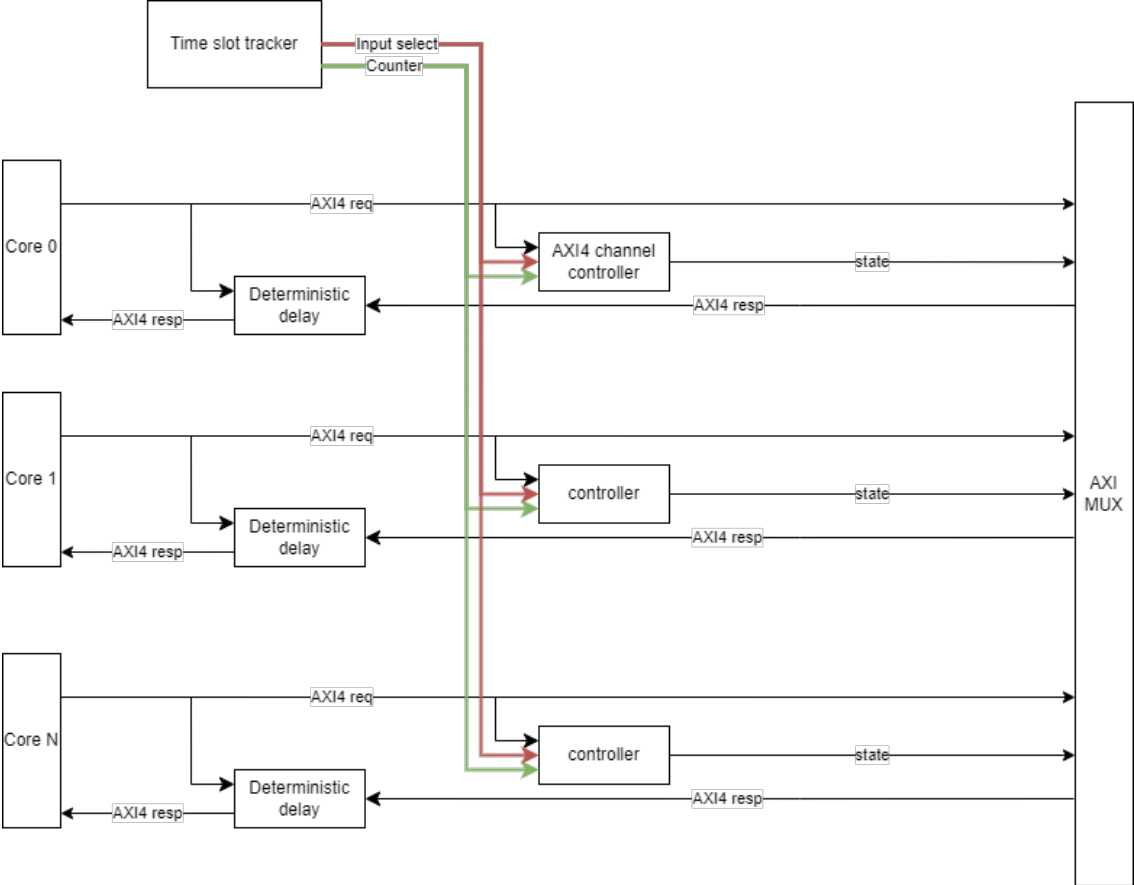 Time slot tracker
Input select
Counter
AXI4 req
Core 0
AXI4 channel
controller
state
Deterministic
delay
AXI4 resp
AXI4 resp
AXI4 req
Core 1
controller
state
Deterministic
delay
AXI4 resp
AXI4 resp
AXI
MUX
AXI4 req
Core N
controller
state
Deterministic
delay
AXI4 resp
AXI4 resp